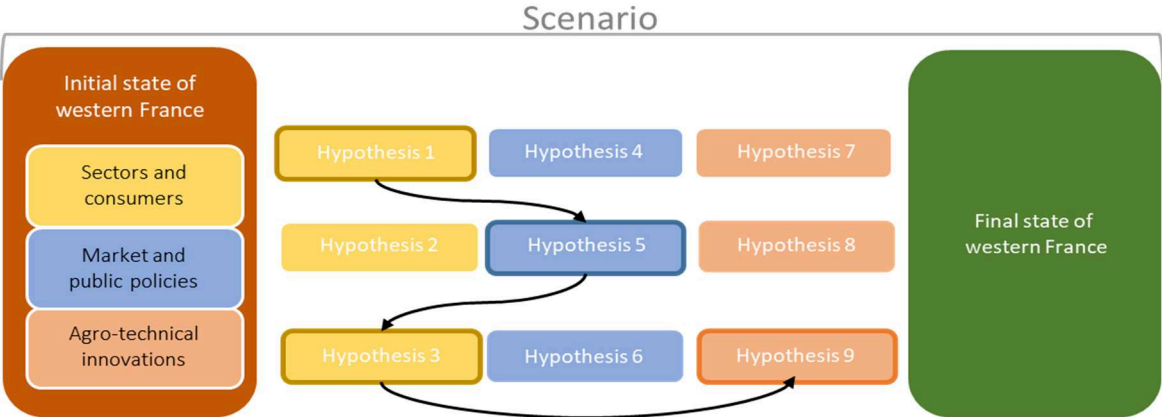 Scenario
Initial state of
western France
Sectors and
consumers
Market and
public policies
Agro-technical
innovations
Hypothesis 1
Hypothesis 4
Hypothesis 7
Hypothesis 2
Hypothesis 5
Hypothesis 8
Hypothesis 3
Hypothesis 6
Hypothesis 9
Final state of
western France